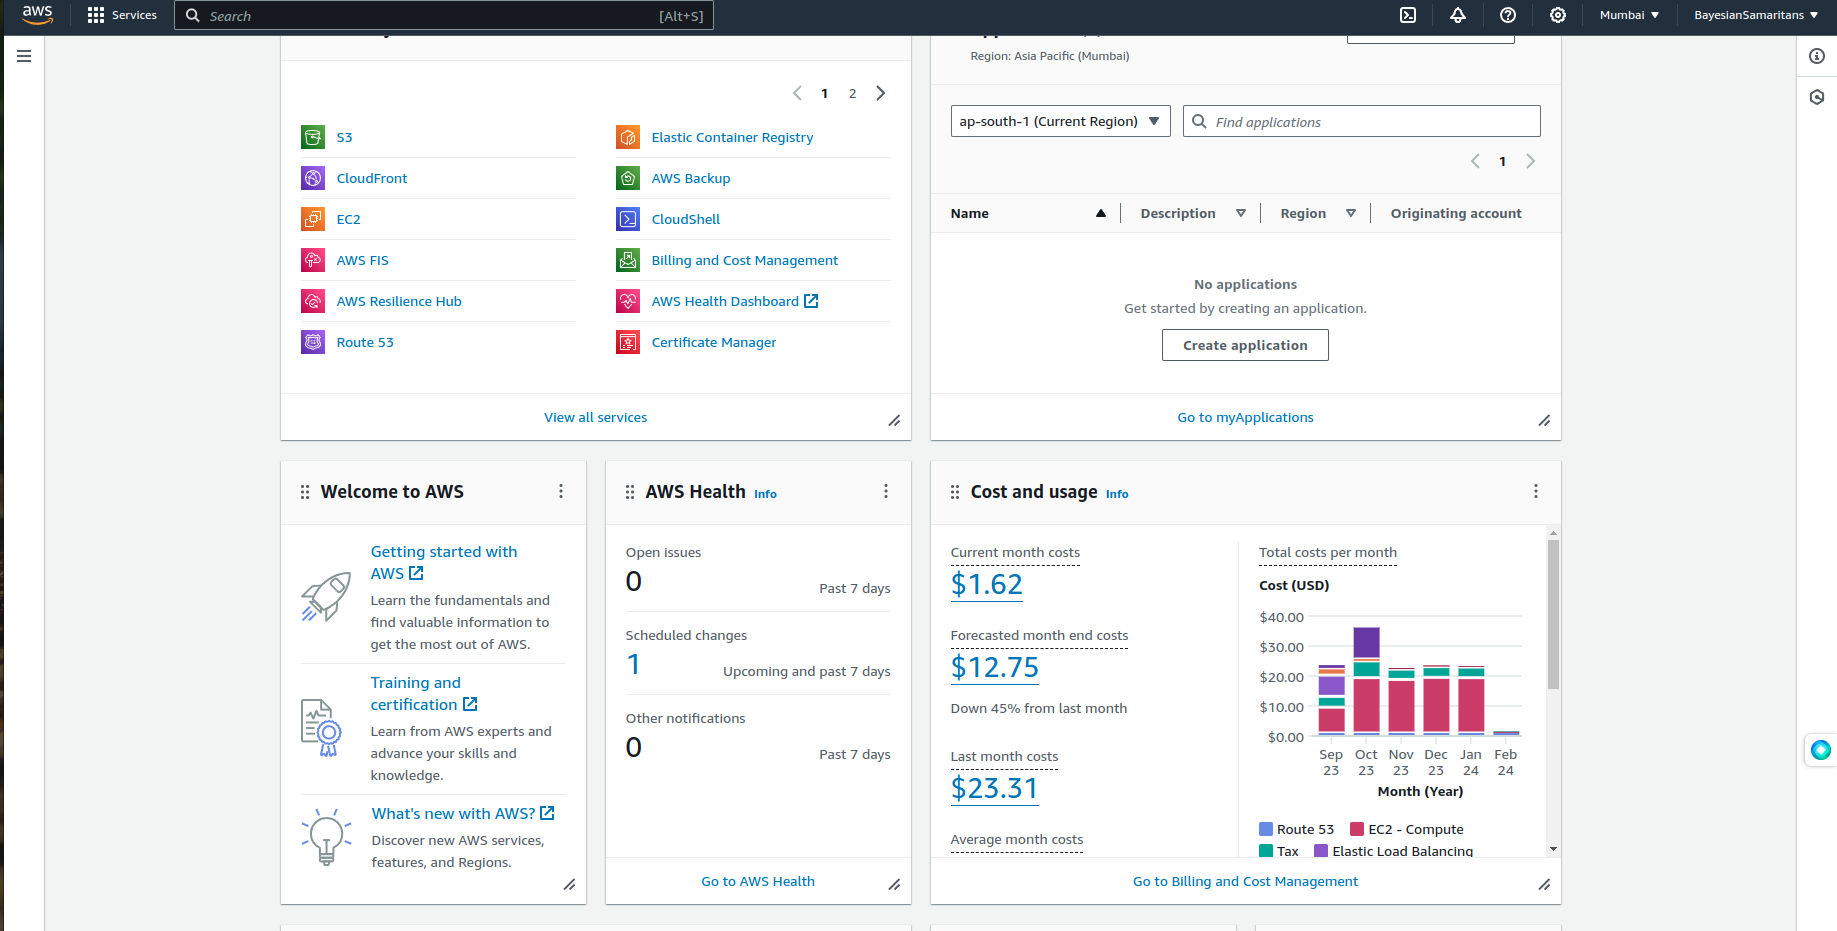 aws
Services
Search
[Alt+S]
Mumbai
BayesianSamaritans
1 2
S3
CloudFront
EC2
AWS FIS
AWS Resilience Hub
Route 53
Elastic Container Registry
AWS Backup
CloudShell
Billing and Cost Management
AWS Health Dashboard
Certificate Manager
View all services
Region: Asia Pacific (Mumbai)
ap-south-1 (Current Region)
Find applications
1
Name Description Region Originating account
No applications
Get started by creating an application.
Create application
Go to myApplications
Welcome to AWS
Getting started with
AWS
Learn the fundamentals and
find valuable information to
get the most out of AWS.
Training and
certification
Learn from AWS experts and
advance your skills and
knowledge.
What's new with AWS?
Discover new AWS services,
features, and Regions.
AWS Health Info
Open issues
0 Past 7 days
Scheduled changes
1 Upcoming and past 7 days
Other notifications
0 Past 7 days
Go to AWS Health
Cost and usage Info
Current month costs
$1.62
Forecasted month end costs
$12.75
Down 45% from last month
Last month costs
$23.31
Average month costs
Total costs per month
Cost (USD)
$40.00
$30.00
$20.00
$10.00
$0.00
Sep Oct Nov Dec Jan Feb
23 23 23 23 24 24
Month (Year)
Route 53 EC2 - Compute
Tax Elastic Load Balancing
Go to Billing and Cost Management